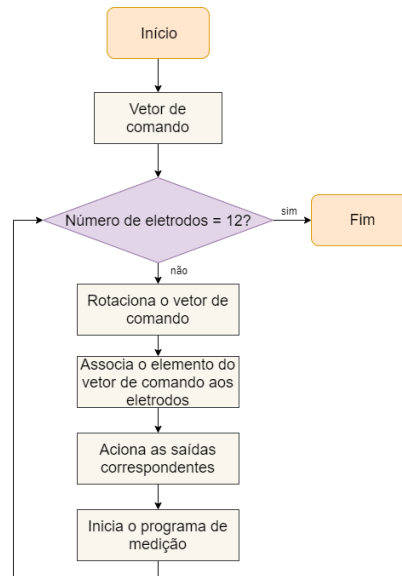 Início
Vetor de
comando
Número de eletrodos = 12?
sim
Fim
não
Rotaciona o vetor de
comando
Associa o elemento do
vetor de comando aos
eletrodos
Aciona as saídas
correspondentes
Inicia o programa de
medição